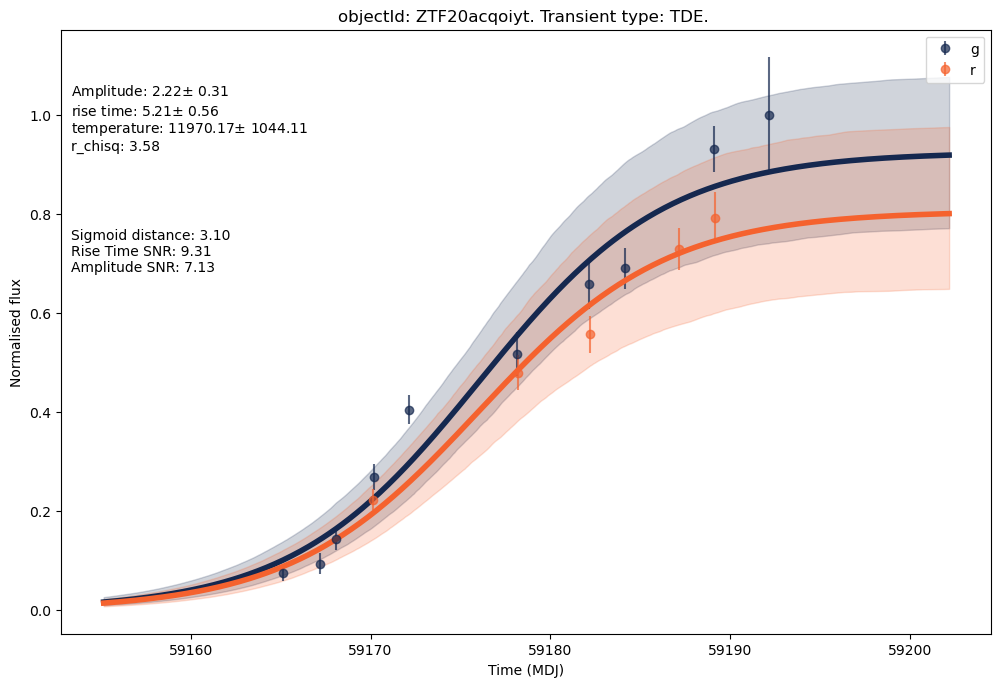 objectId: ZTF20acqoiyt. Transient type: TDE.
g
r
Amplitude: 2.22± 0.31
rise time: 5.21± 0.56
temperature: 11970.17± 1044.11
r_chisq: 3.58
Sigmoid distance: 3.10
Rise Time SNR: 9.31
Amplitude SNR: 7.13
Normalised flux
1.0
0.8
0.6
0.4
0.2
0.0
59160
59170
59180
59190
59200
Time (MDJ)